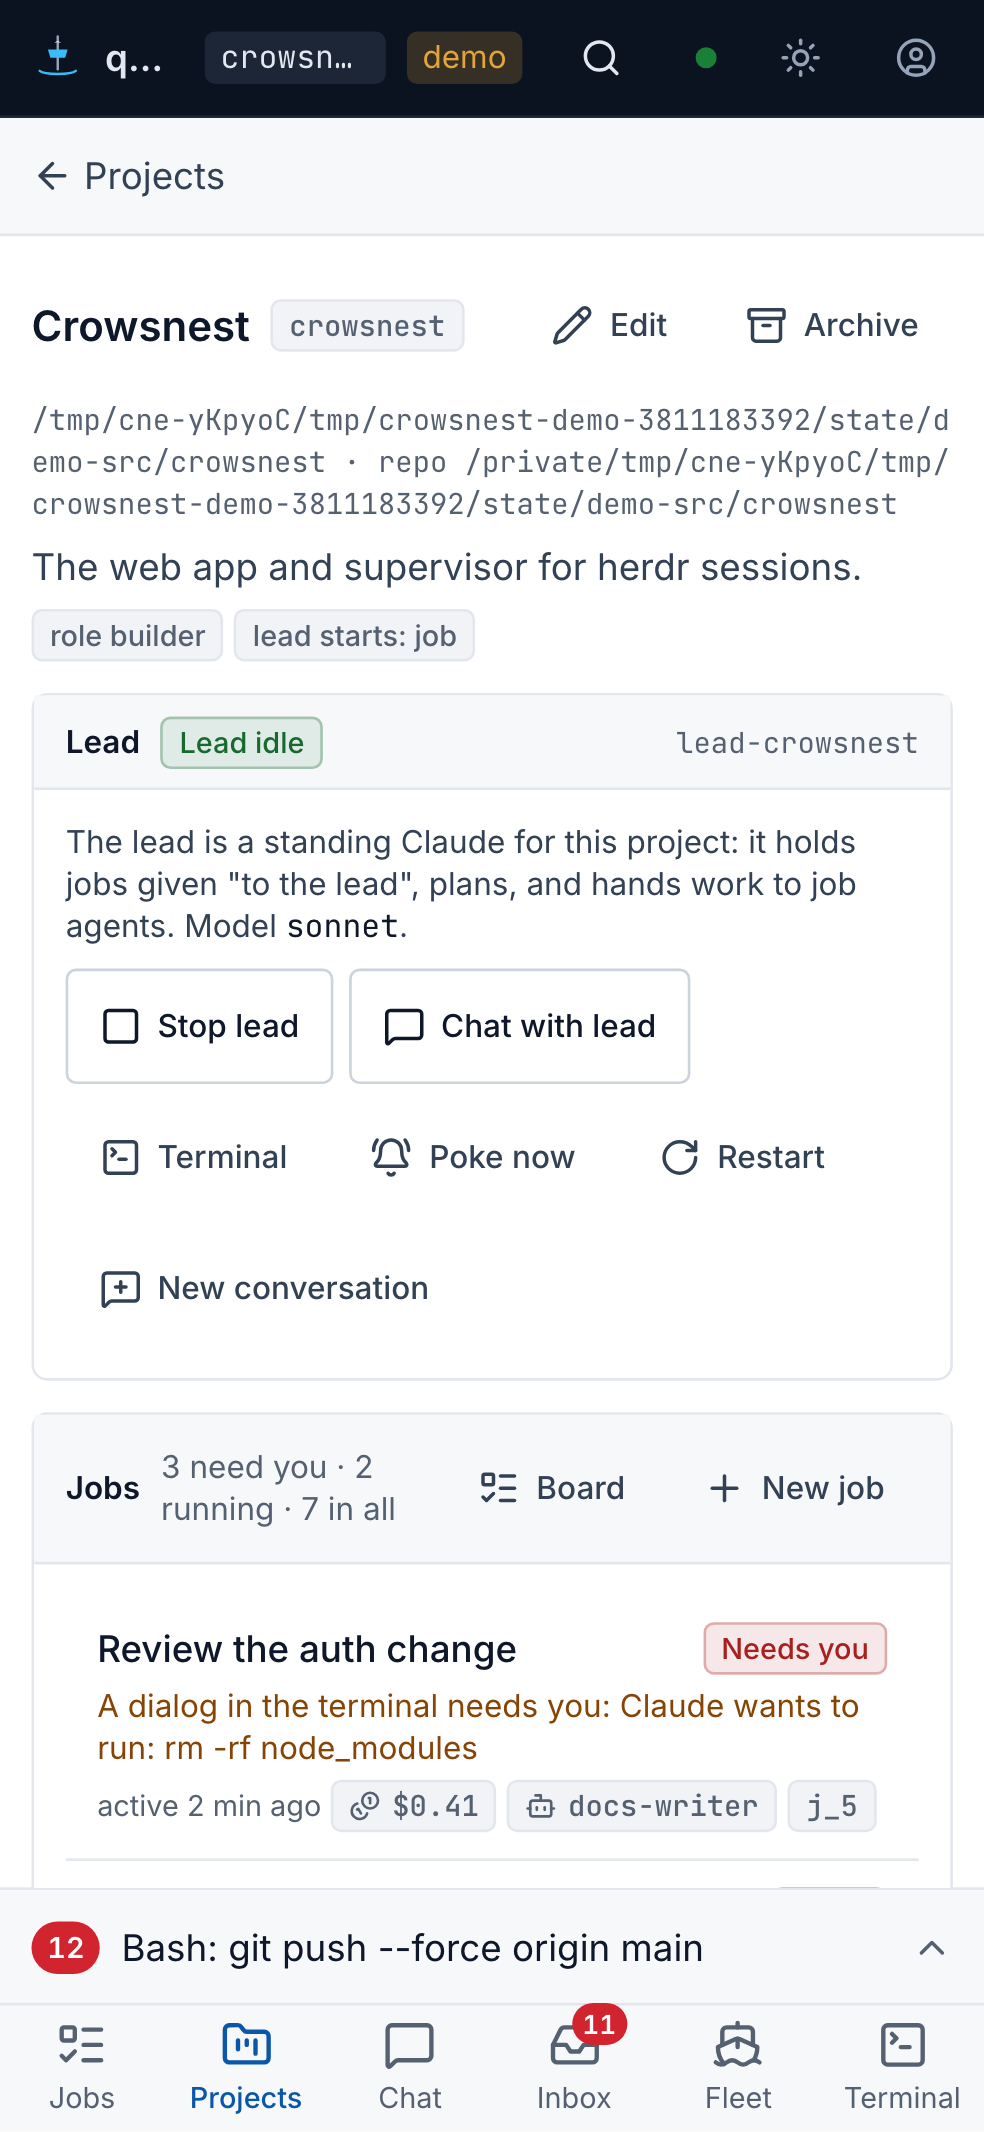 q...
crowsn...
demo
Projects
Crowsnest
crowsnest
Edit
Archive
/tmp/cne-yKpyoC/tmp/crowsnest-demo-3811183392/state/d
emo-src/crowsnest · repo /private/tmp/cne-yKpyoC/tmp/
crowsnest-demo-3811183392/state/demo-src/crowsnest
The web app and supervisor for herdr sessions.
role builder
lead starts: job
Lead
Lead idle
lead-crowsnest
The lead is a standing Claude for this project: it holds
jobs given "to the lead", plans, and hands work to job
agents. Model sonnet.
Stop lead
Chat with lead
Terminal
Poke now
Restart
New conversation
Jobs
3 need you · 2
running · 7 in all
Board
New job
Review the auth change
Needs you
A dialog in the terminal needs you: Claude wants to
run: rm -rf node_modules
active 2 min ago
$0.41
docs-writer
j_5
12
Bash: git push --force origin main
11
Jobs
Projects
Chat
Inbox
Fleet
Terminal